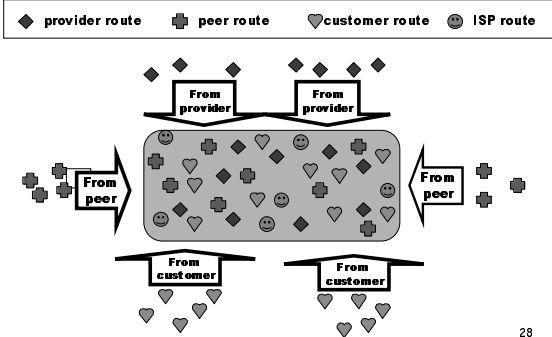 provider route peer route customer route ISP route
From
provider
From
provider
From
peer
From
peer
From
customer
From
customer
28